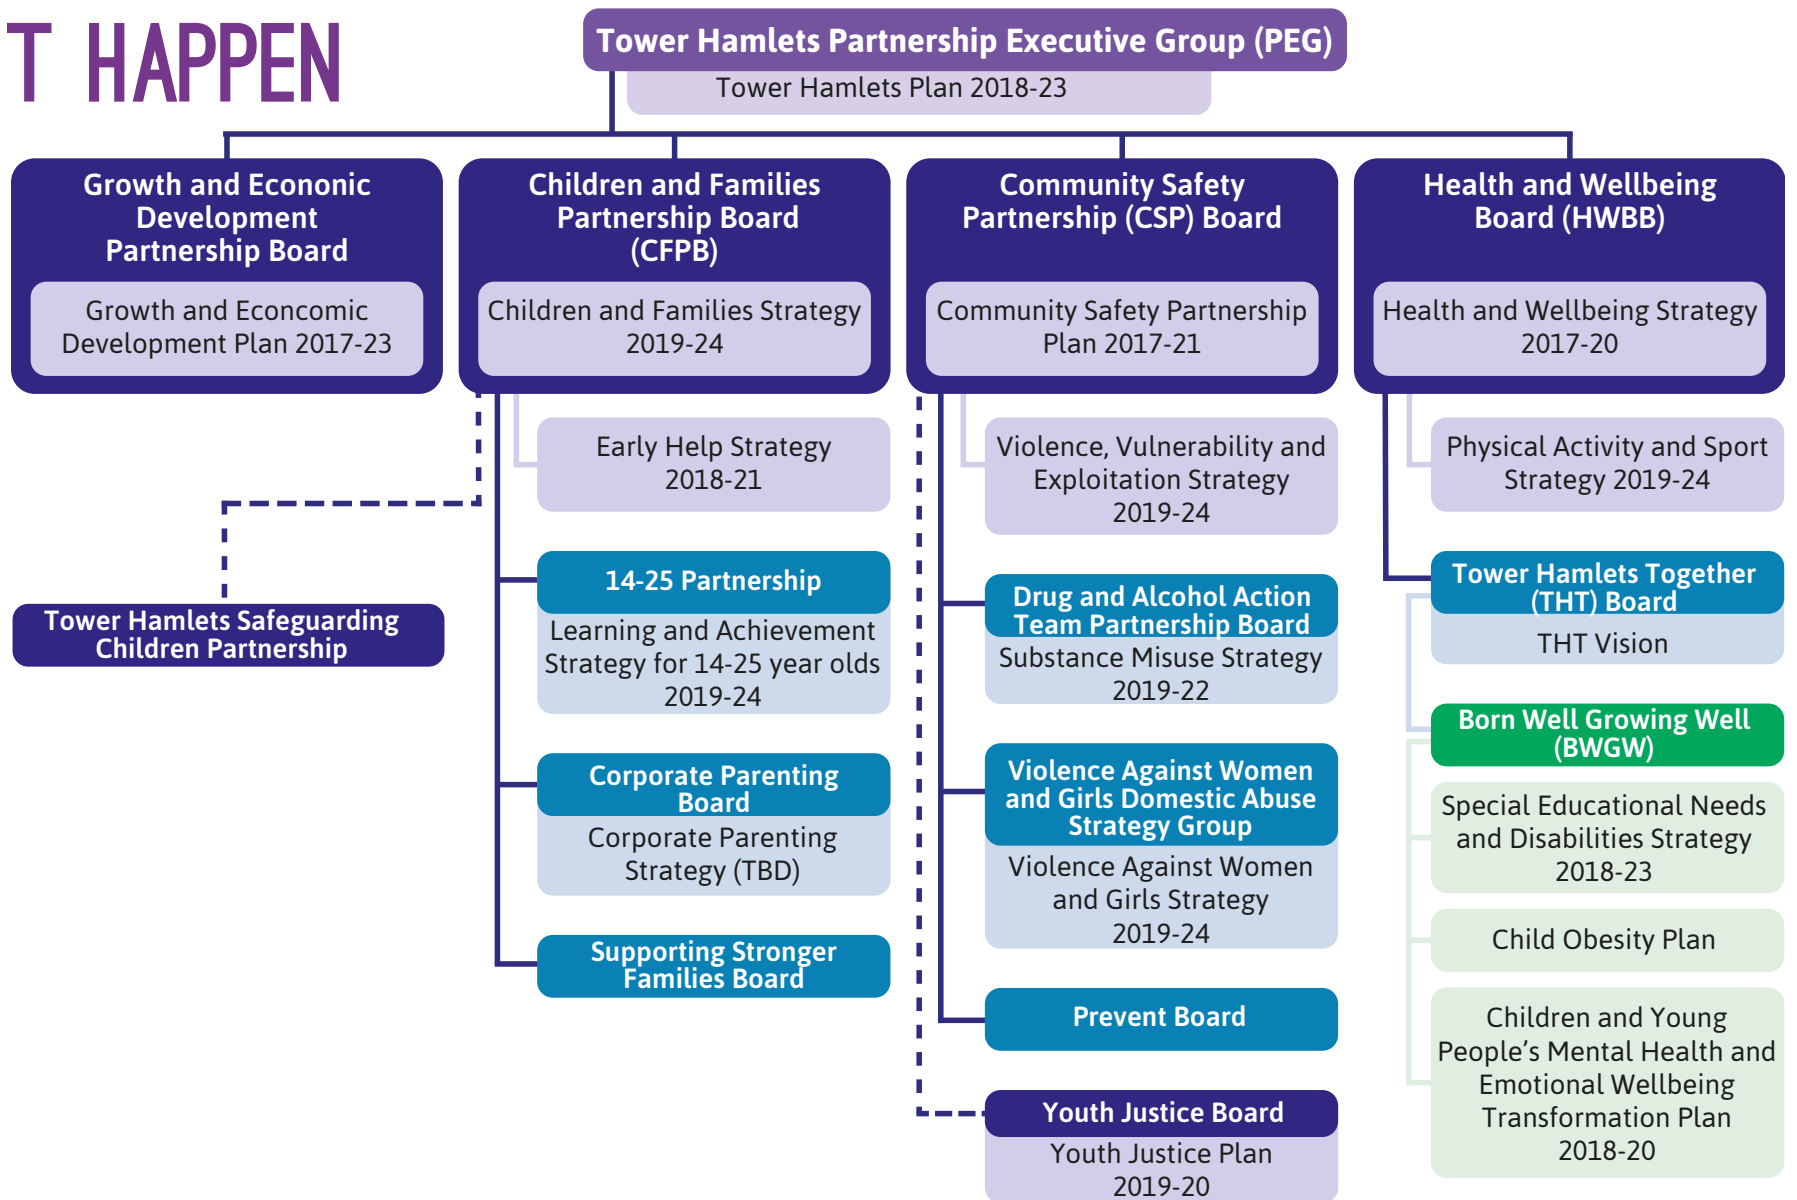 T HAPPEN
Tower Hamlets Partnership Executive Group (PEG)
Tower Hamlets Plan 2018-23
Growth and Econonic
Development
Partnership Board
Growth and Econcomic
Development Plan 2017-23
Children and Families
Partnership Board
(CFPB)
Children and Families Strategy
2019-24
Community Safety
Partnership (CSP) Board
Community Safety Partnership
Plan 2017-21
Health and Wellbeing
Board (HWBB)
Health and Wellbeing Strategy
2017-20
Tower Hamlets Safeguarding
Children Partnership
Early Help Strategy
2018-21
14-25 Partnership
Learning and Achievement
Strategy for 14-25 year olds
2019-24
Corporate Parenting
Board
Corporate Parenting
Strategy (TBD)
Supporting Stronger
Families Board
Violence, Vulnerability and
Exploitation Strategy
2019-24
Drug and Alcohol Action
Team Partnership Board
Substance Misuse Strategy
2019-22
Violence Against Women
and Girls Domestic Abuse
Strategy Group
Violence Against Women
and Girls Strategy
2019-24
Prevent Board
Youth Justice Board
Youth Justice Plan
2019-20
Physical Activity and Sport
Strategy 2019-24
Tower Hamlets Together
(THT) Board
THT Vision
Born Well Growing Well
(BWGW)
Special Educational Needs
and Disabilities Strategy
2018-23
Child Obesity Plan
Children and Young
People’s Mental Health and
Emotional Wellbeing
Transformation Plan
2018-20